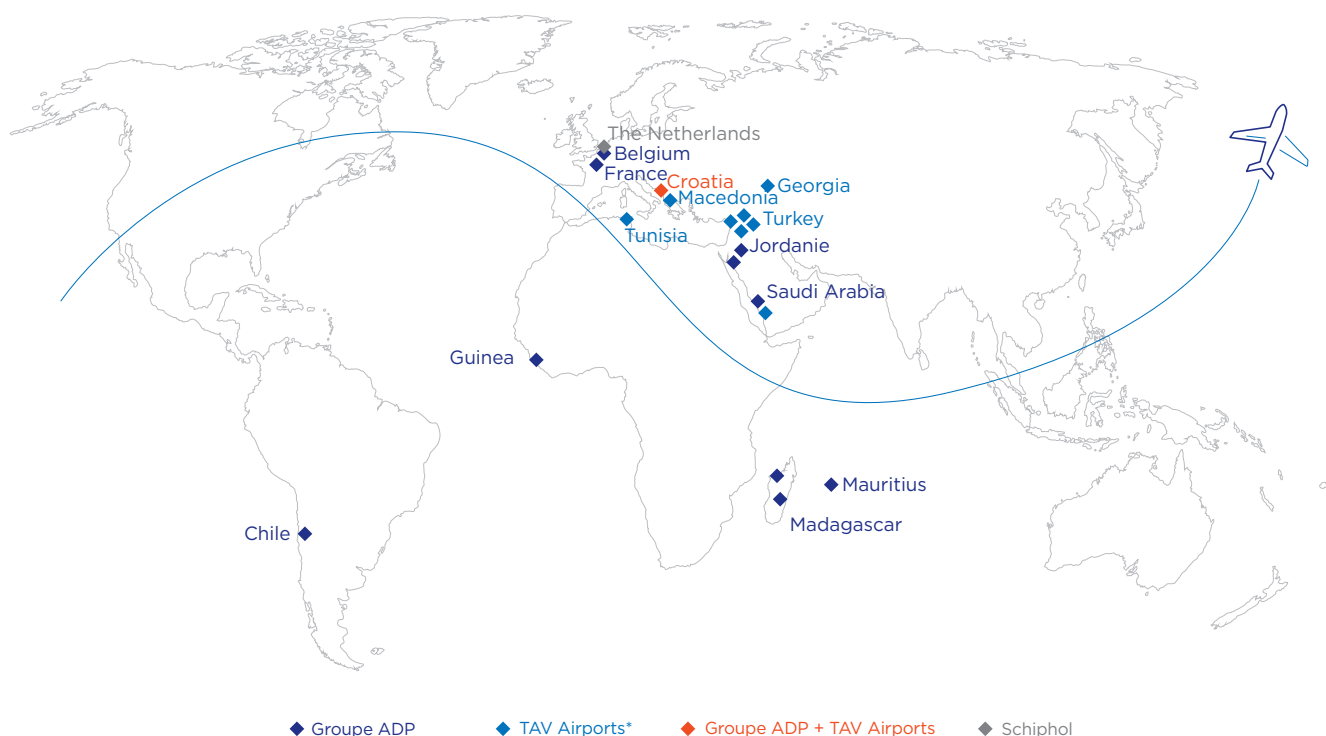 The Netherlands
Belgium
France
Croatia
Georgia
Macedonia
Turkey
Tunisia
Jordanie
Saudi Arabia
Guinea
Mauritius
Madagascar
Chile
Groupe ADP
TAV Airports*
Groupe ADP + TAV Airports
Schiphol